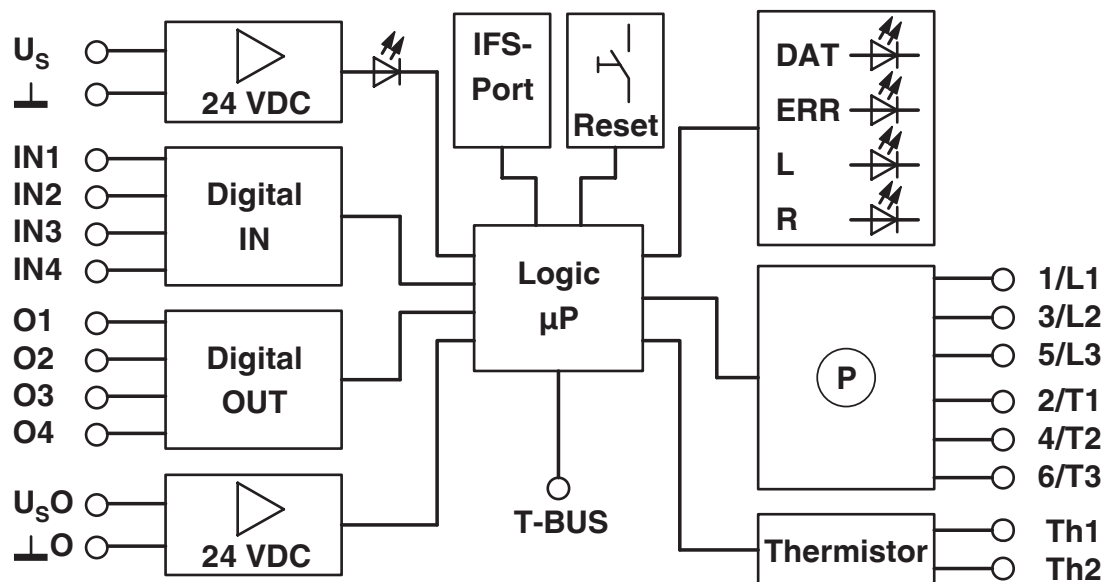 U_S
⊥
24 VDC
IN1
IN2
IN3
IN4
Digital
IN
O1
O2
O3
O4
Digital
OUT
U_SO
⊥O
24 VDC
IFS-
Port
Reset
Logic
µP
T-BUS
DAT
ERR
L
R
P
1/L1
3/L2
5/L3
2/T1
4/T2
6/T3
Thermistor
Th1
Th2